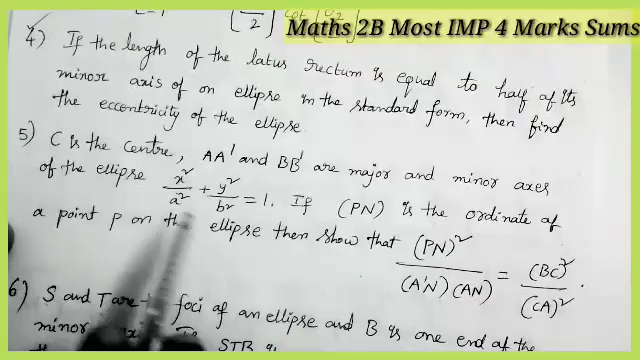 Maths 2B Most IMP 4 Marks Sums
4) If the length of the latus rectum is equal to half of its
minor axis of on ellipse in the standard form, then find
the eccentricity of the ellipse.
5) C is the centre, AA' and BB' are major and minor axes
of the ellipse x²/a² + y²/b² = 1. If (PN) is the ordinate of
a point P on the ellipse then show that (PN)²/(A'N)(AN) = (BC)²/(CA)².
6) S and T are foci of an ellipse and B is one end of the
minor STB is